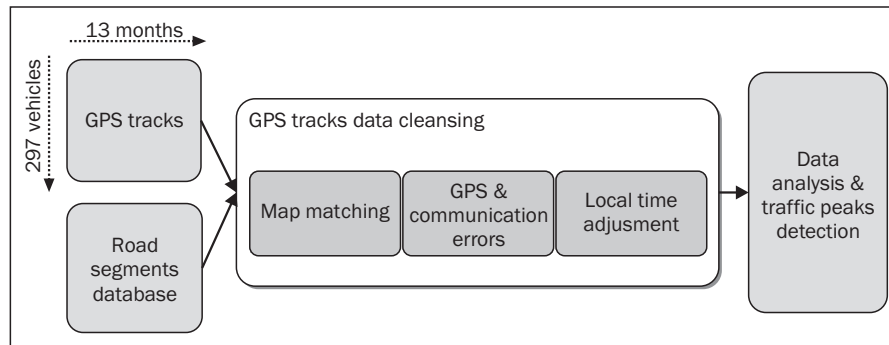 13 months
297 vehicles
GPS tracks
Road
segments
database
GPS tracks data cleansing
Map matching
GPS &
communication
errors
Local time
adjusment
Data
analysis &
traffic peaks
detection